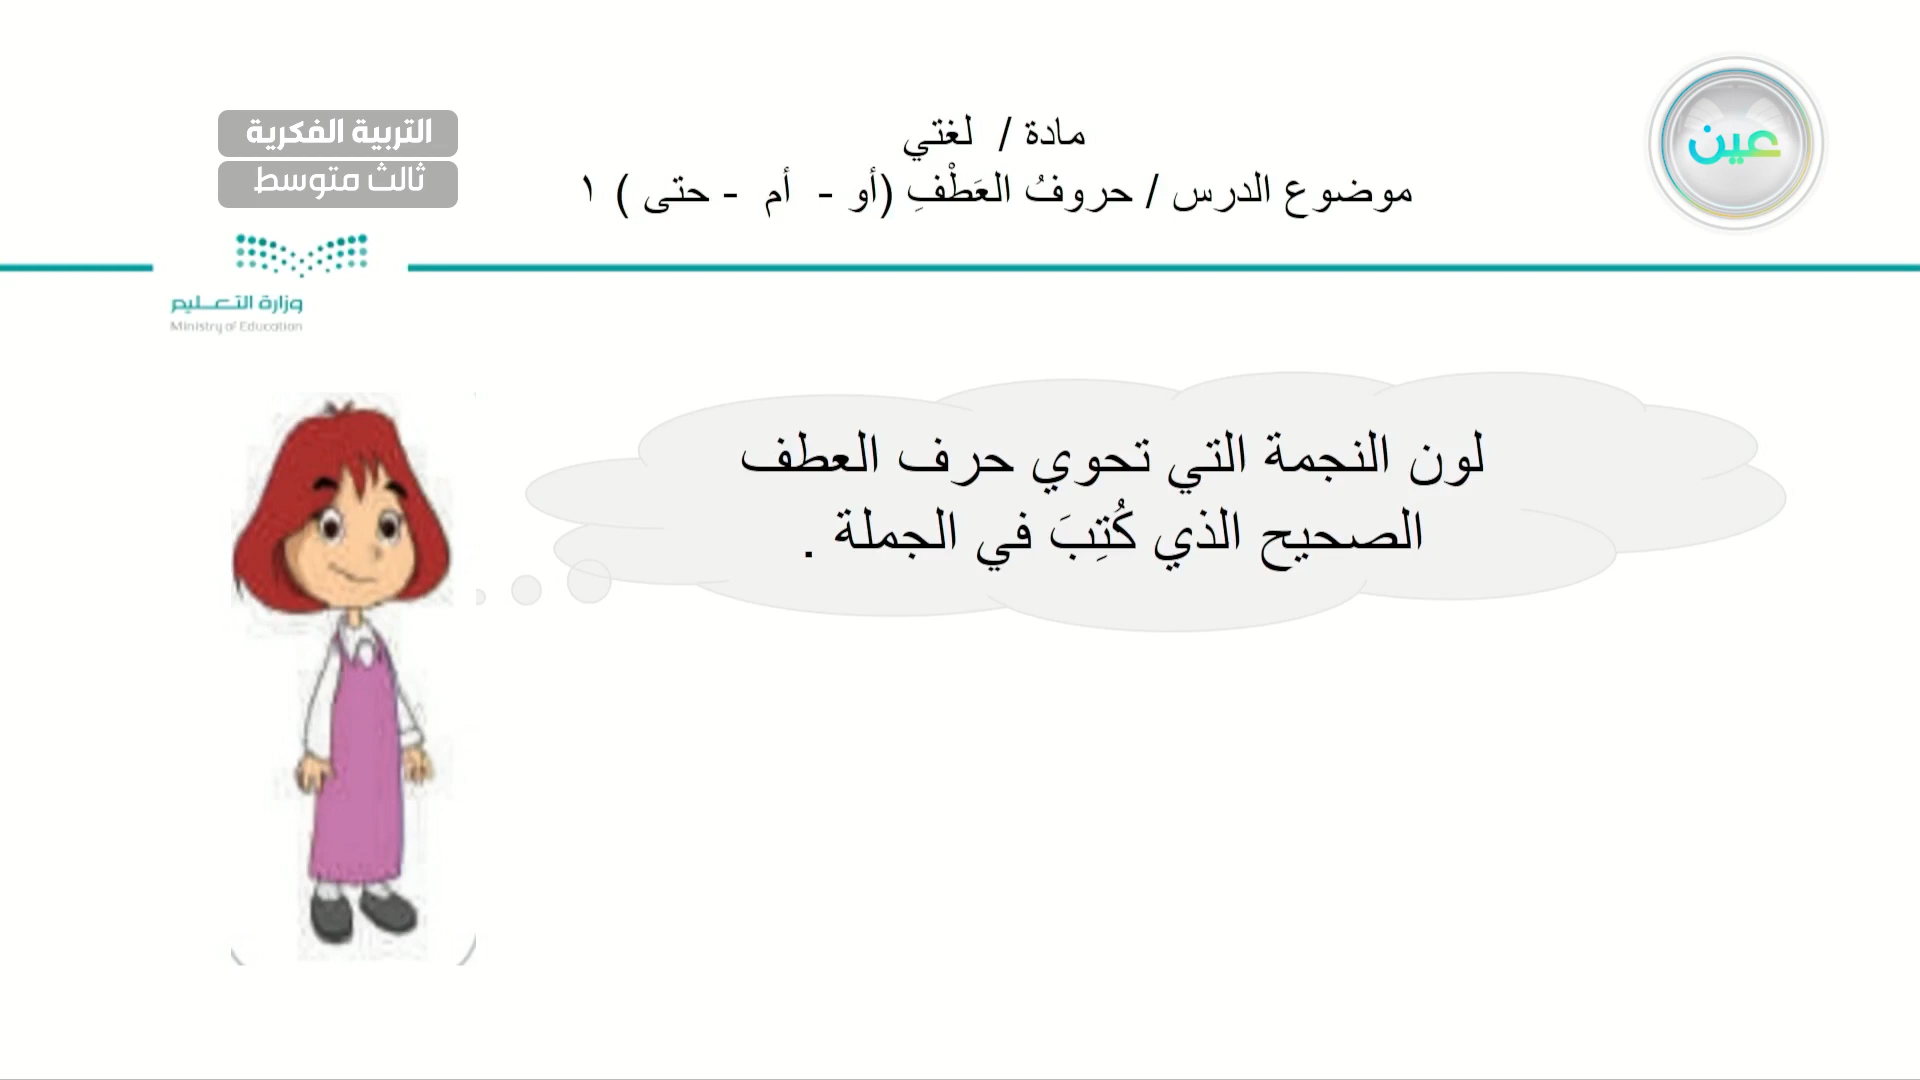 مادة / لغتي
موضوع الدرس / حروفُ العَطْفِ (أو - أم - حتى ) ١
عين
التربية الفكرية
ثالث متوسط
وزارة التعليم
Ministry of Education
لون النجمة التي تحوي حرف العطف
الصحيح الذي كُتِبَ في الجملة .